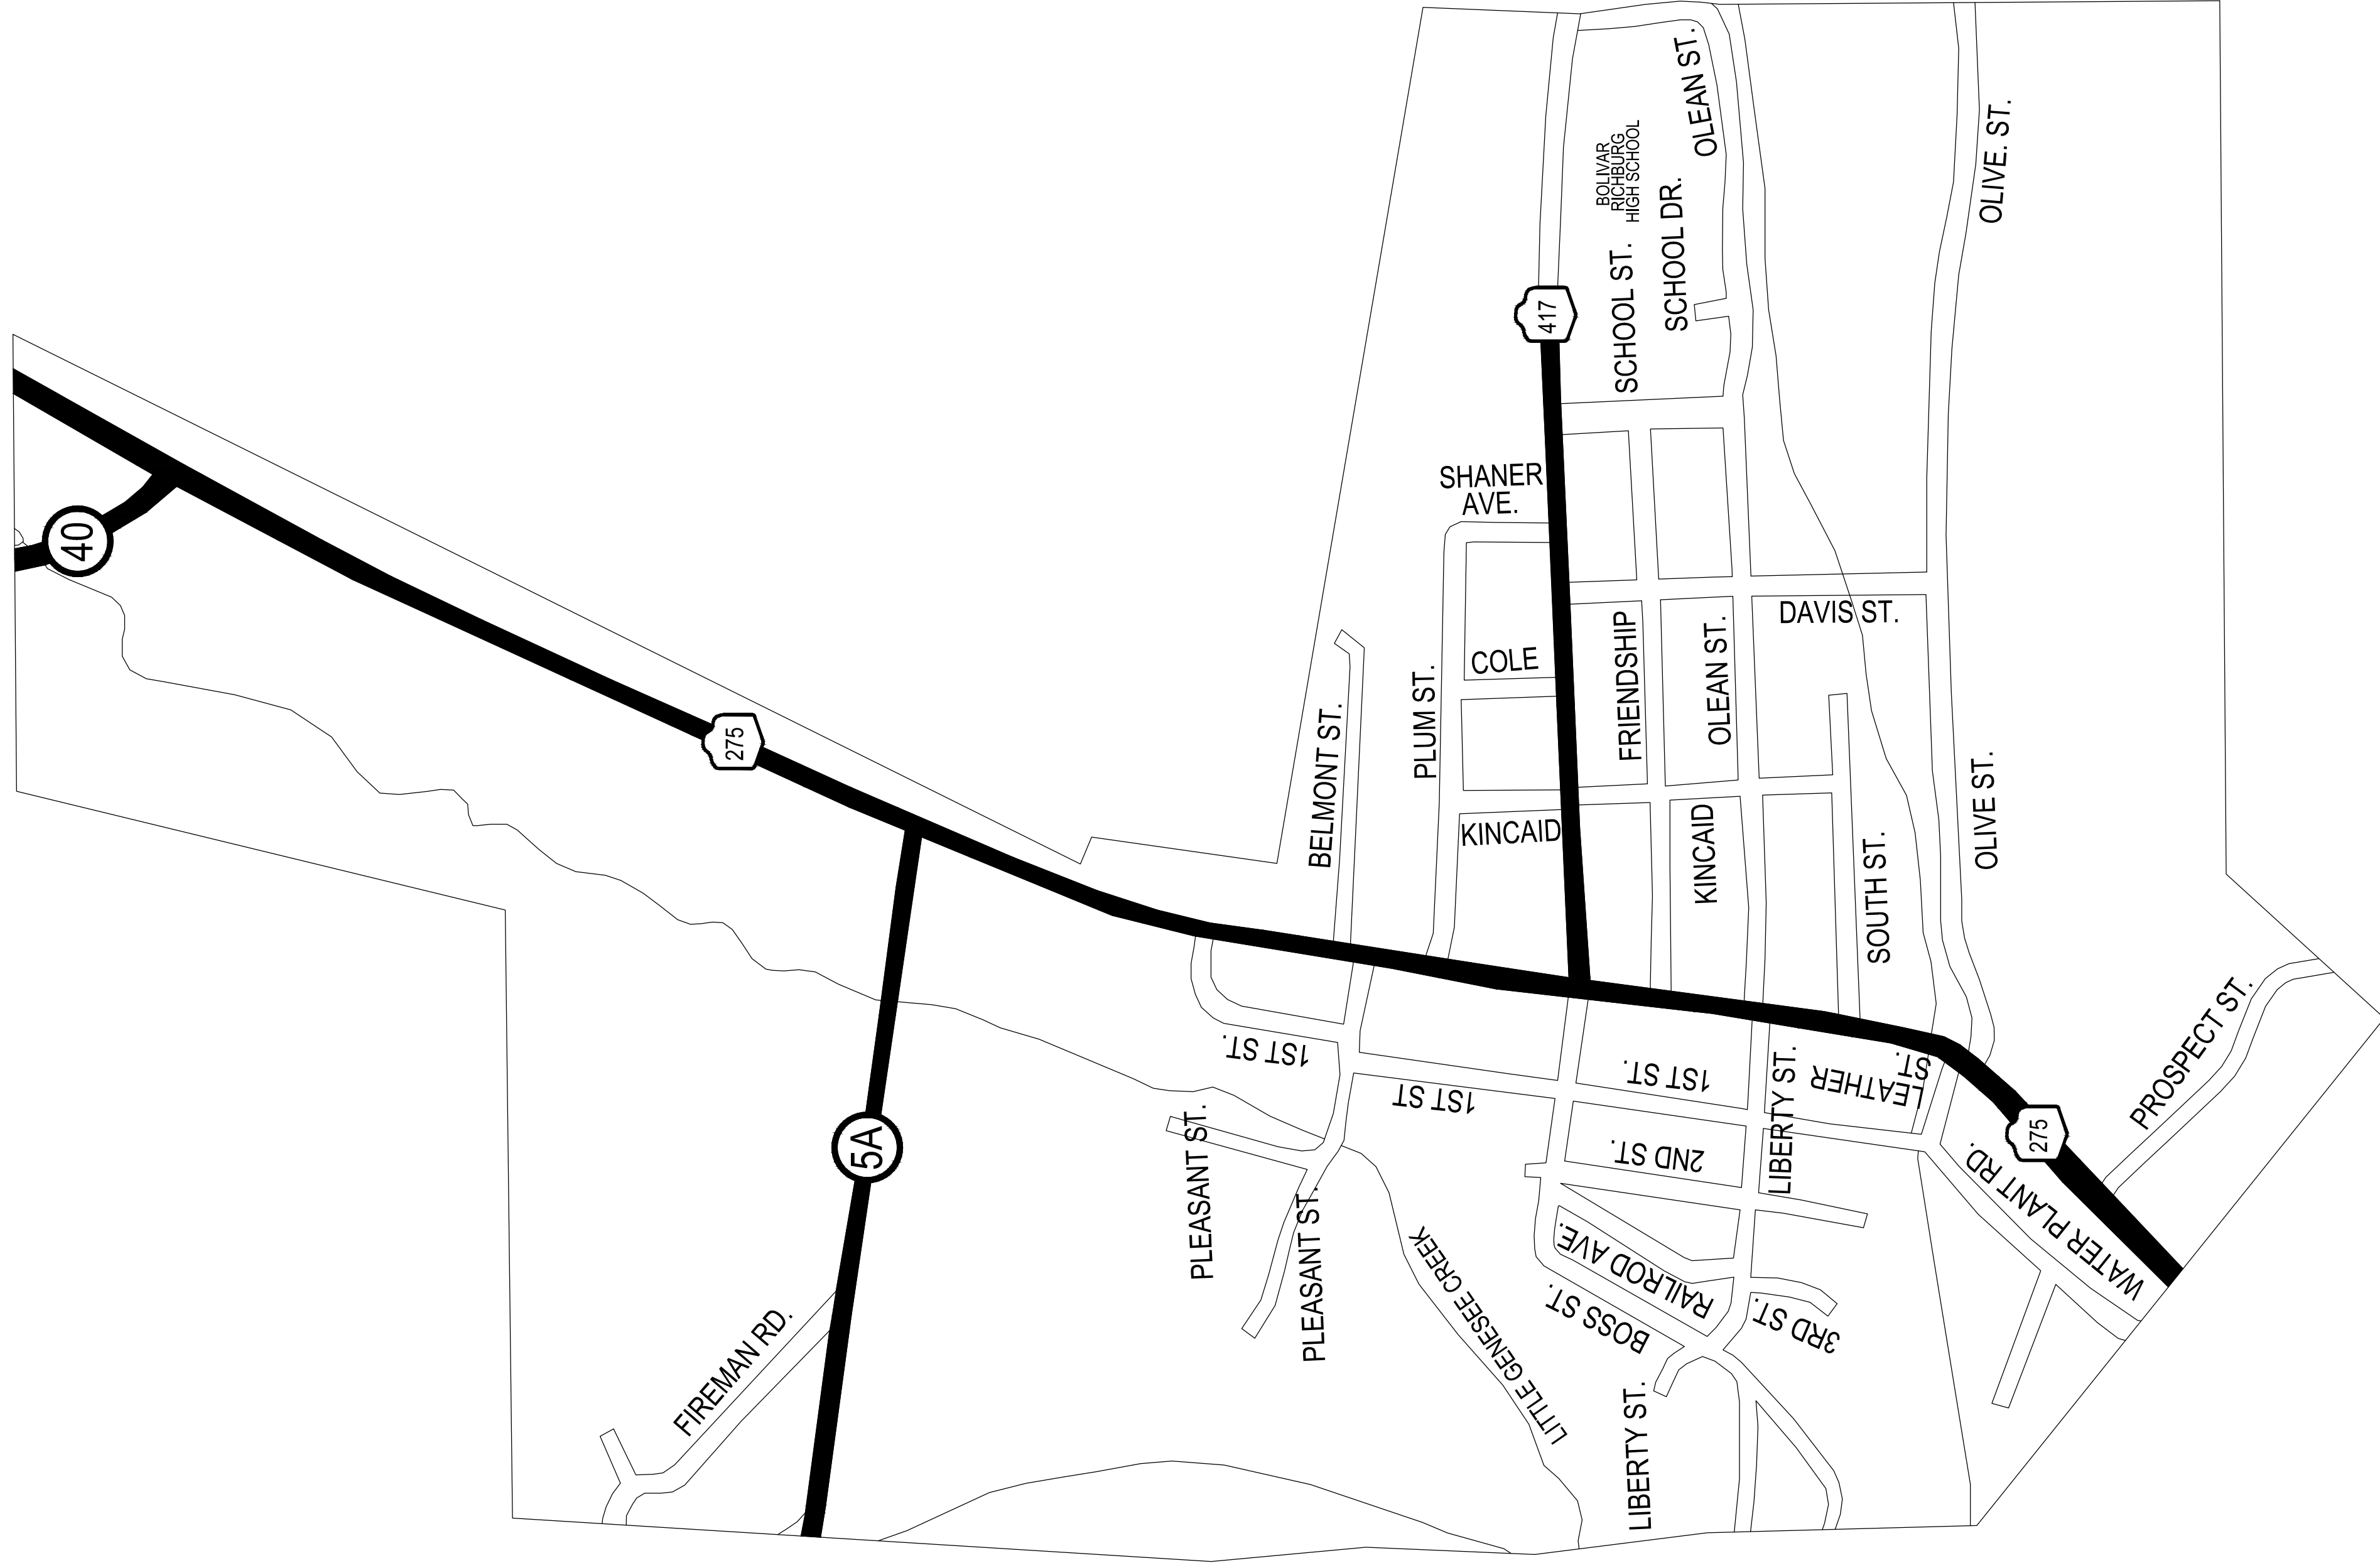 OLEAN ST.
BOLIVAR
RICHBURG
HIGH SCHOOL
OLIVE. ST.
SCHOOL DR.
SCHOOL ST.
417
SHANER
AVE.
40
DAVIS ST.
FRIENDSHIP
OLEAN ST.
COLE
PLUM ST.
BELMONT ST.
275
OLIVE ST.
KINCAID
KINCAID
SOUTH ST.
PROSPECT ST.
1ST ST.
1ST ST
1ST ST.
LIBERTY ST.
LEATHER
ST.
275
5A
PLEASANT ST.
2ND ST.
WATER PLANT RD.
PLEASANT ST.
LITTLE GENESEE CREEK
RAILROD AVE.
BOSS ST.
3RD ST.
FIREMAN RD.
LIBERTY ST.